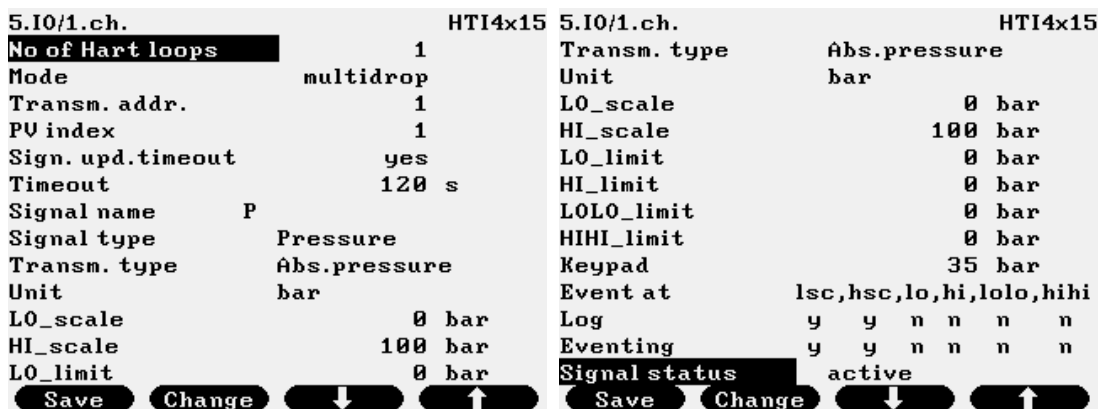 5.IO/1.ch. HTI4x15
No of Hart loops 1
Mode multidrop
Transm. addr. 1
PV index 1
Sign. upd.timeout yes
Timeout 120 s
Signal name P
Signal type Pressure
Transm. type Abs.pressure
Unit bar
LO_scale 0 bar
HI_scale 100 bar
LO_limit 0 bar
Save Change
5.IO/1.ch. HTI4x15
Transm. type Abs.pressure
Unit bar
LO_scale 0 bar
HI_scale 100 bar
LO_limit 0 bar
HI_limit 0 bar
LOLO_limit 0 bar
HIHI_limit 0 bar
Keypad 35 bar
Event at lsc,hsc,lo,hi,lolo,hihi
Log y y n n n n
Eventing y y n n n n
Signal status active
Save Change